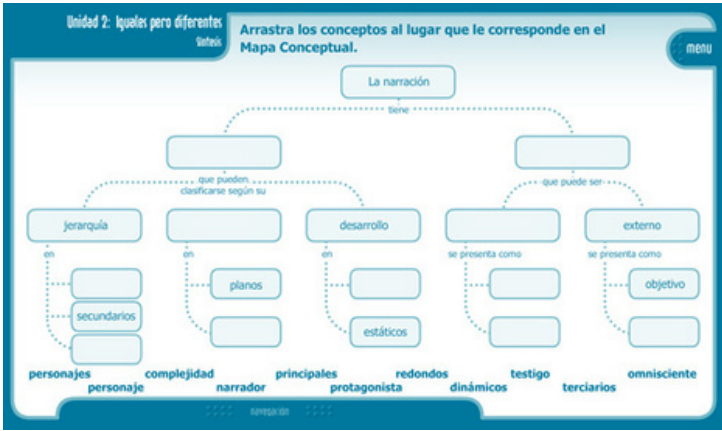 Unidad 2: Iguales pero diferentes
Síntesis
Arrastra los conceptos al lugar que le corresponde en el
Mapa Conceptual.
menu
La narración
tiene
que pueden
clasificarse según su
que puede ser
jerarquía
desarrollo
externo
en
en
en
se presenta como
se presenta como
planos
objetivo
secundarios
estáticos
personajes
complejidad
principales
redondos
testigo
omnisciente
personaje
narrador
protagonista
dinámicos
terciarios
navegación